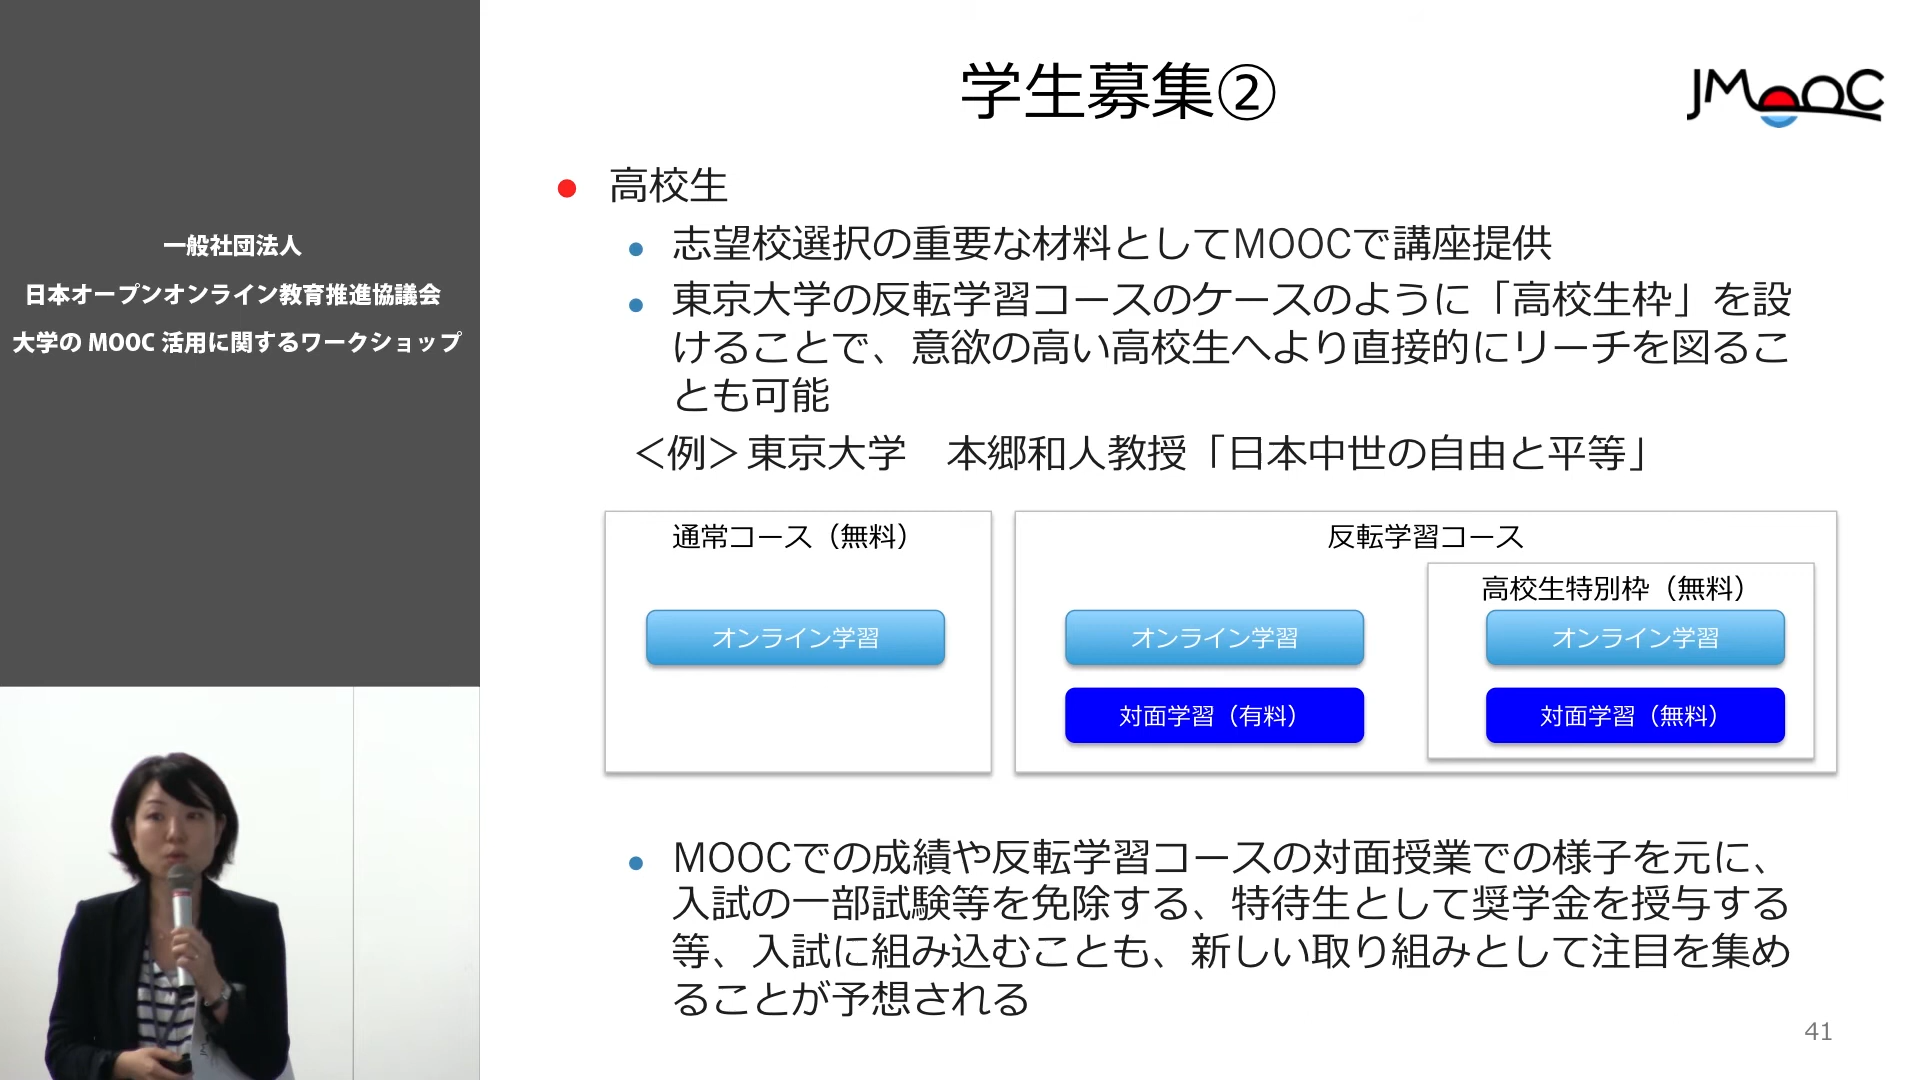 一般社団法人
日本オープンオンライン教育推進協議会
大学の MOOC 活用に関するワークショップ
学生募集②
JMOOC
高校生
志望校選択の重要な材料としてMOOCで講座提供
東京大学の反転学習コースのケースのように「高校生枠」を設
けることで、意欲の高い高校生へより直接的にリーチを図るこ
とも可能
＜例＞東京大学　本郷和人教授「日本中世の自由と平等」
通常コース（無料）
オンライン学習
反転学習コース
オンライン学習
対面学習（有料）
高校生特別枠（無料）
オンライン学習
対面学習（無料）
MOOCでの成績や反転学習コースの対面授業での様子を元に、
入試の一部試験等を免除する、特待生として奨学金を授与する
等、入試に組み込むことも、新しい取り組みとして注目を集め
ることが予想される
41